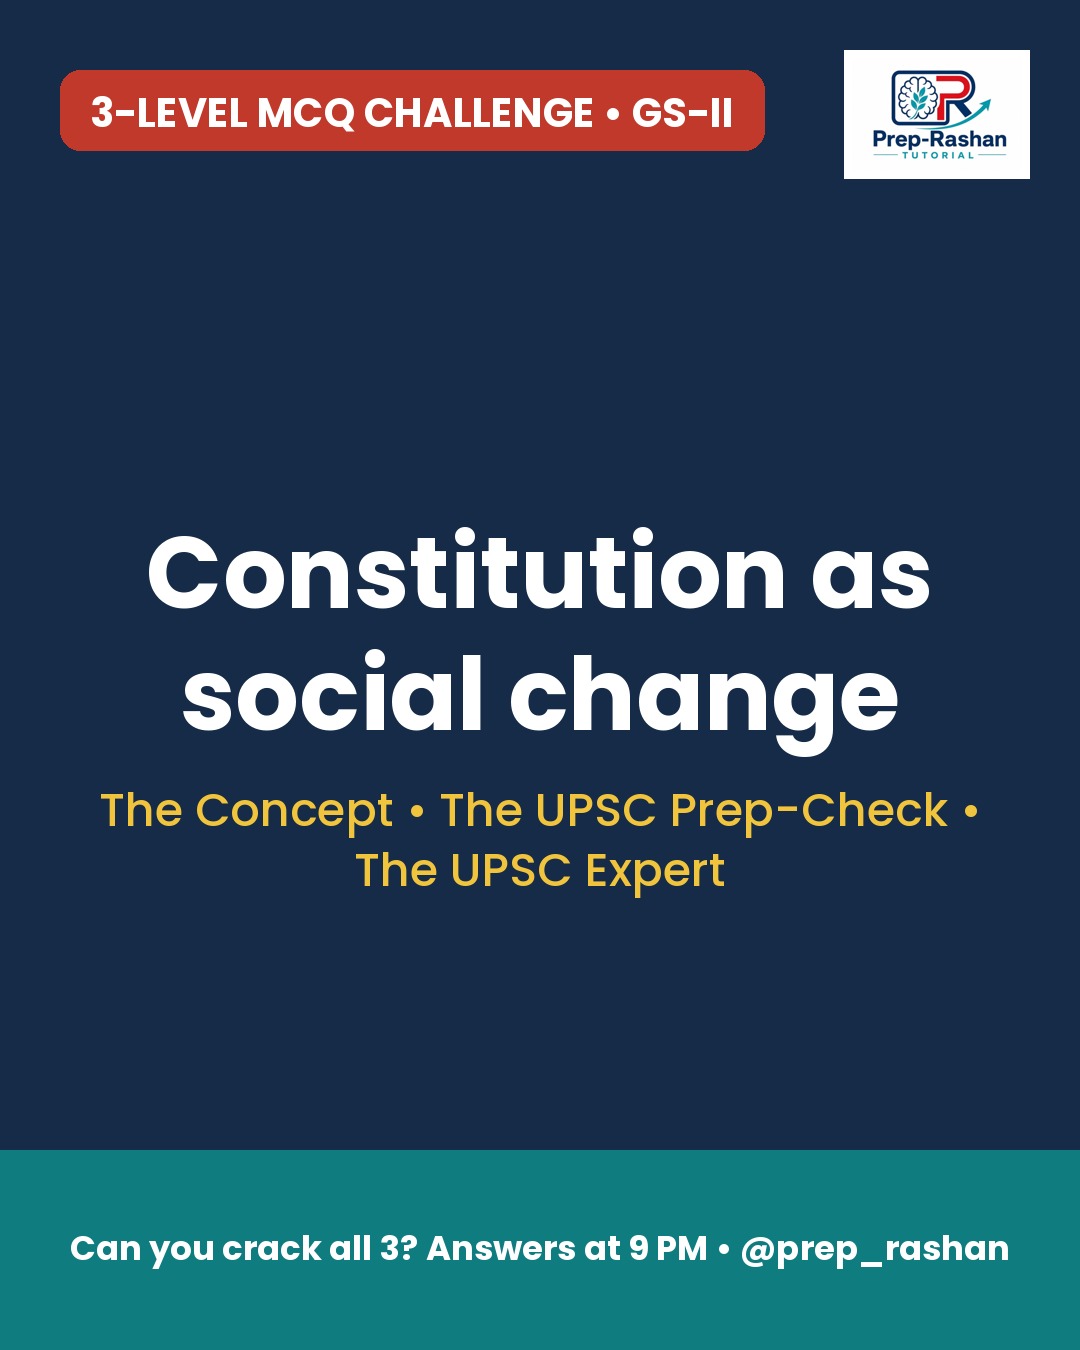 3-LEVEL MCQ CHALLENGE • GS-II
PR
Prep-Rashan
TUTORIAL
Constitution as
social change
The Concept • The UPSC Prep-Check •
The UPSC Expert
Can you crack all 3? Answers at 9 PM • @prep_rashan